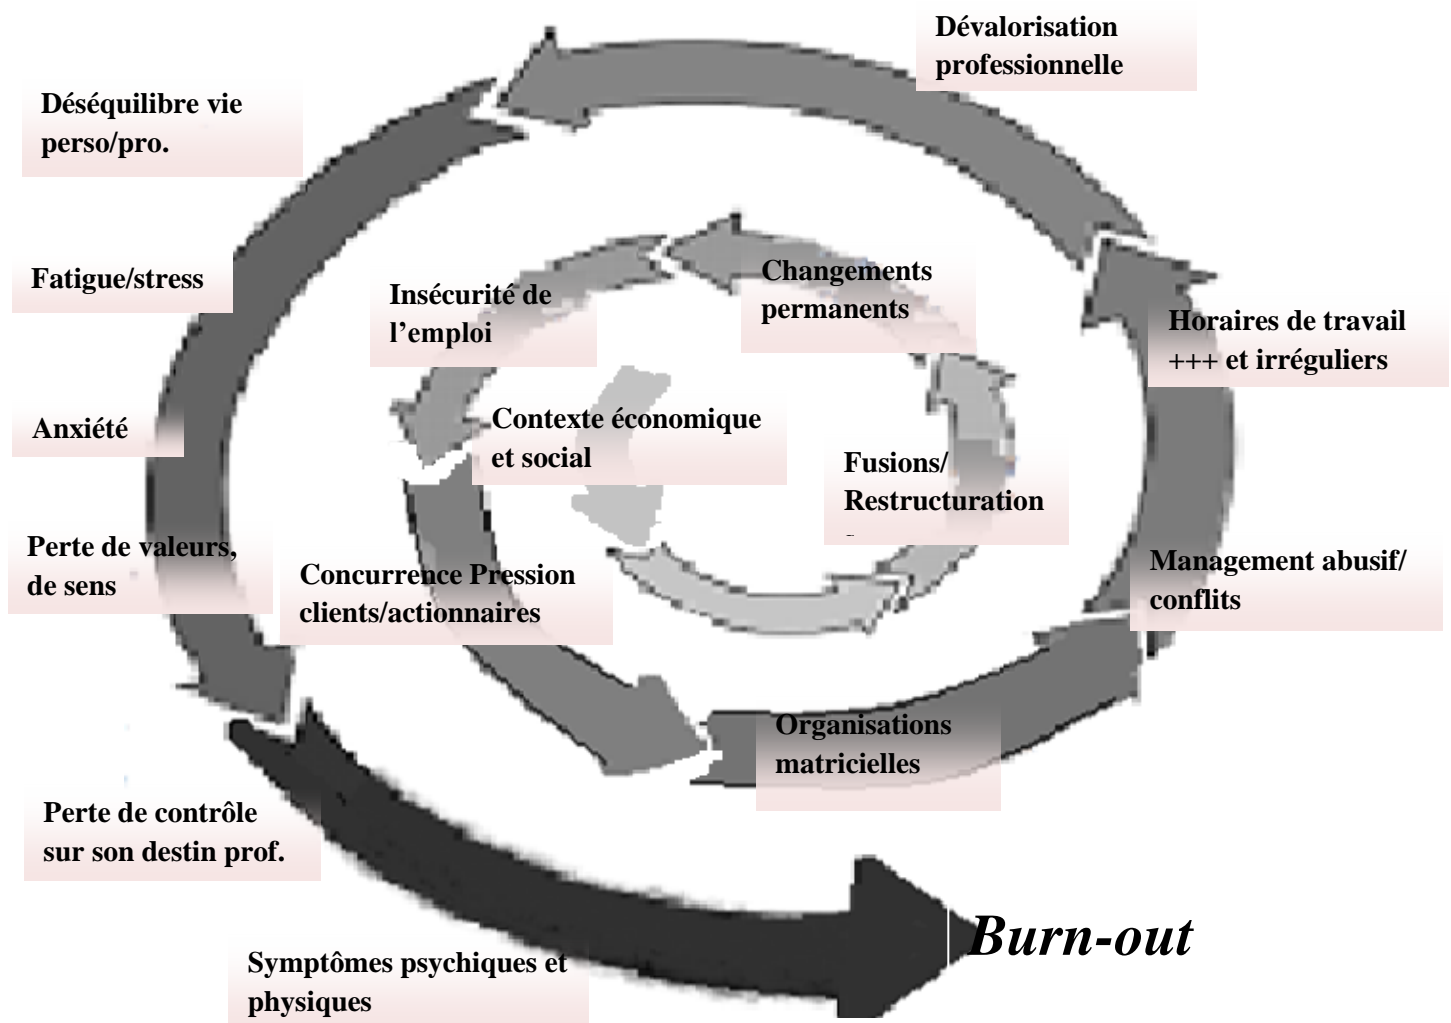 Dévalorisation
professionnelle
Déséquilibre vie
perso/pro.
Fatigue/stress
Insécurité de
l’emploi
Changements
permanents
Horaires de travail
+++ et irréguliers
Anxiété
Contexte économique
et social
Fusions/
Restructuration
Perte de valeurs,
de sens
Concurrence Pression
clients/actionnaires
Management abusif/
conflits
Organisations
matricielles
Perte de contrôle
sur son destin prof.
Burn-out
Symptômes psychiques et
physiques